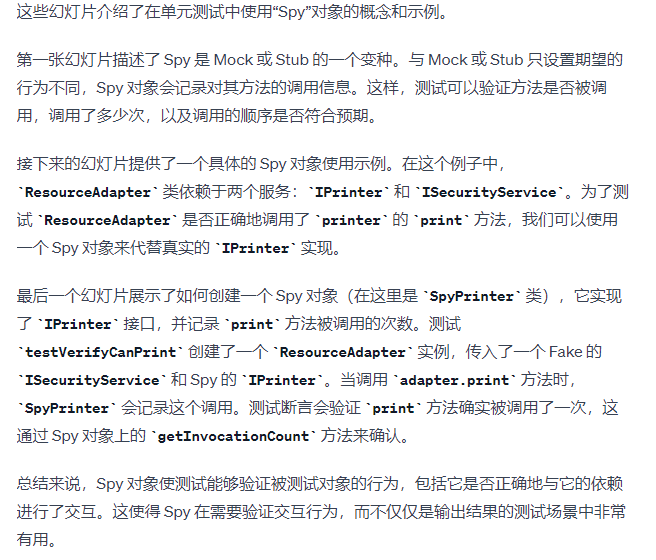 这些幻灯片介绍了在单元测试中使用“Spy”对象的概念和示例。
第一张幻灯片描述了 Spy 是 Mock 或 Stub 的一个变种。与 Mock 或 Stub 只设置期望的
行为不同，Spy 对象会记录对其方法的调用信息。这样，测试可以验证方法是否被调
用，调用了多少次，以及调用的顺序是否符合预期。
接下来的幻灯片提供了一个具体的 Spy 对象使用示例。在这个例子中，
`ResourceAdapter` 类依赖于两个服务：`IPrinter` 和 `ISecurityService`。为了测
试 `ResourceAdapter` 是否正确地调用了 `printer` 的 `print` 方法，我们可以使用
一个 Spy 对象来代替真实的 `IPrinter` 实现。
最后一个幻灯片展示了如何创建一个 Spy 对象（在这里是 `SpyPrinter` 类），它实现
了 `IPrinter` 接口，并记录 `print` 方法被调用的次数。测试
`testVerifyCanPrint` 创建了一个 `ResourceAdapter` 实例，传入了一个 Fake 的
`ISecurityService` 和 Spy 的 `IPrinter`。当调用 `adapter.print` 方法时，
`SpyPrinter` 会记录这个调用。测试断言会验证 `print` 方法确实被调用了一次，这
通过 Spy 对象上的 `getInvocationCount` 方法来确认。
总结来说，Spy 对象使测试能够验证被测试对象的行为，包括它是否正确地与它的依赖
进行了交互。这使得 Spy 在需要验证交互行为，而不仅仅是输出结果的测试场景中非常
有用。